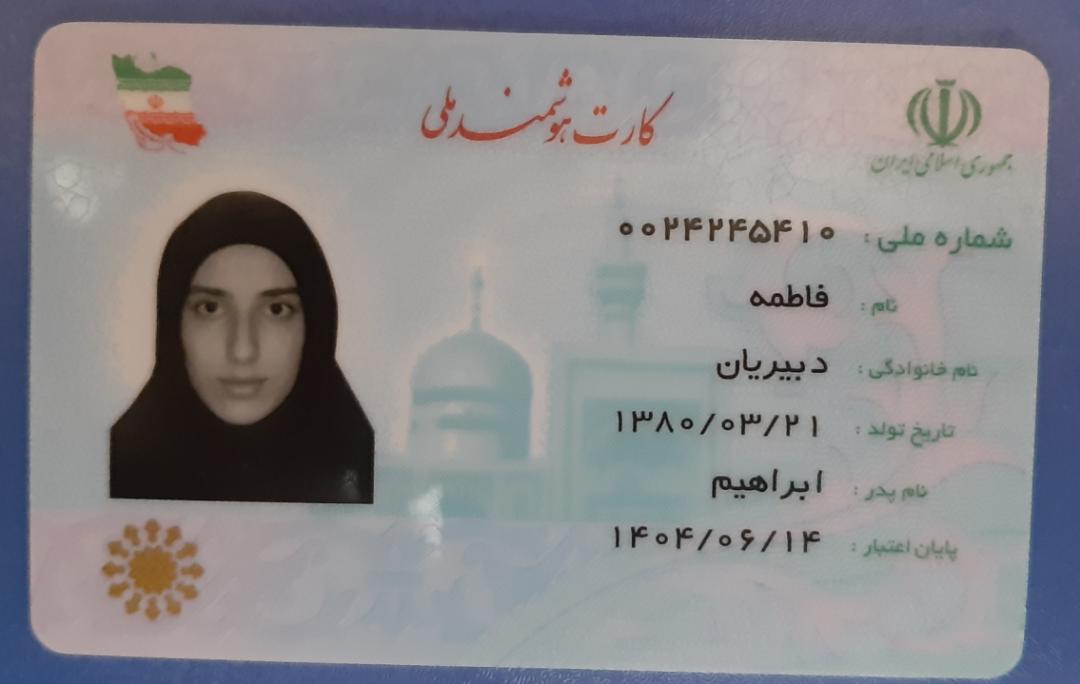 کارت هوشمند ملی
جمهوری اسلامی ایران
شماره ملی : ۰۰۲۴۲۴۵۴۱۰
نام : فاطمه
نام خانوادگی : دبیریان
تاریخ تولد : ۱۳۸۰/۰۳/۲۱
نام پدر : ابراهیم
پایان اعتبار : ۱۴۰۴/۰۶/۱۴